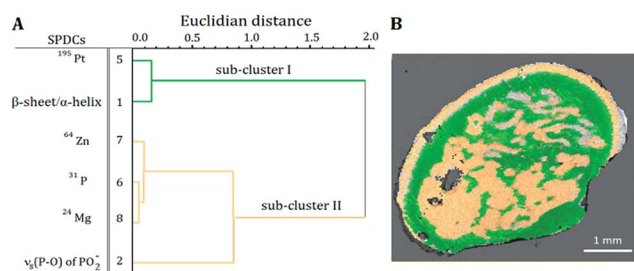 A
Euclidian distance
B
SPDCs
0.0 0.5 1.0 1.5 2.0
¹⁹⁵Pt 5
sub-cluster I
β-sheet/α-helix 1
⁶⁴Zn 7
³¹P 6
²⁴Mg 8
sub-cluster II
νs(P-O) of PO₂⁻ 2
1 mm